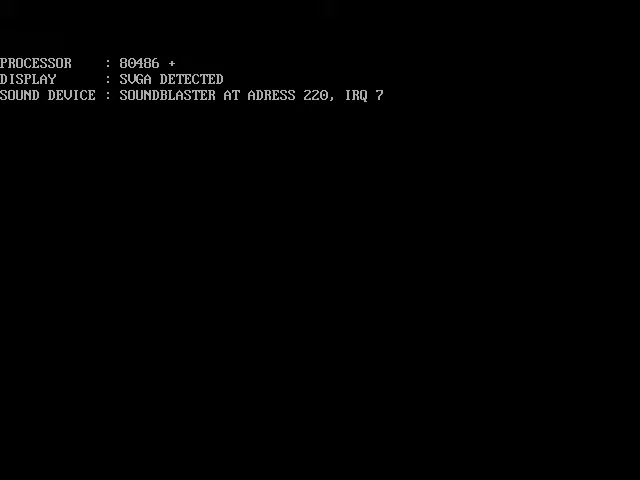 PROCESSOR    : 80486 +
DISPLAY      : SVGA DETECTED
SOUND DEVICE : SOUNDBLASTER AT ADRESS 220, IRQ 7